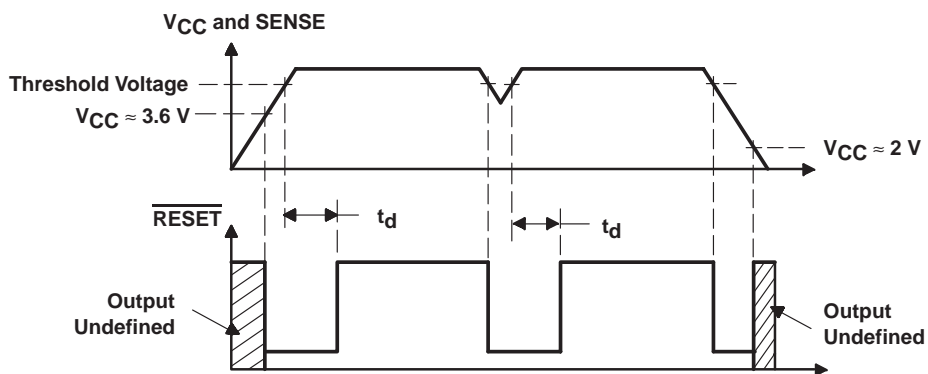 VCC and SENSE
Threshold Voltage
VCC ≈ 3.6 V
VCC ≈ 2 V
RESET
td
td
Output
Undefined
Output
Undefined